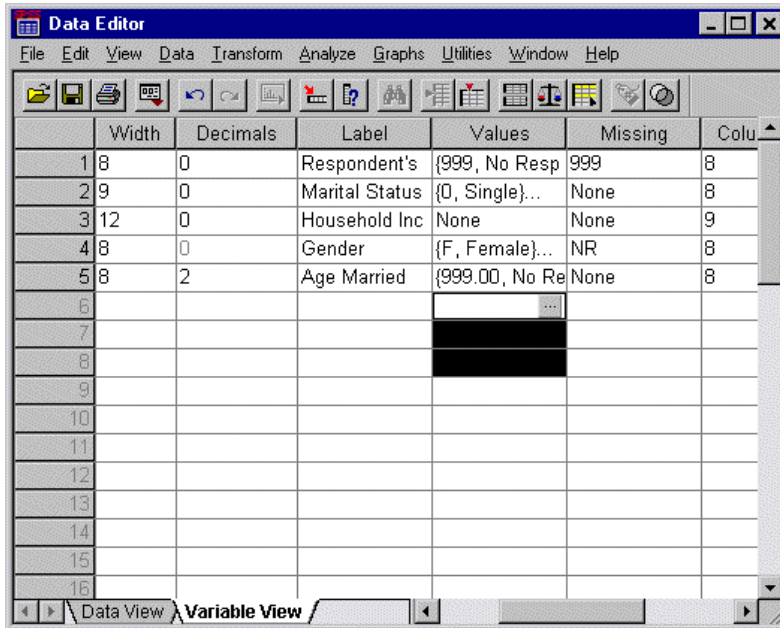 Data Editor
File Edit View Data Transform Analyze Graphs Utilities Window Help
Width Decimals Label Values Missing Colu
1 8 0 Respondent's {999, No Resp 999 8
2 9 0 Marital Status {0, Single}... None 8
3 12 0 Household Inc None None 9
4 8 0 Gender {F, Female}... NR 8
5 8 2 Age Married {999.00, No Re None 8
6 ...
7
8
9
10
11
12
13
14
15
16
Data View Variable View